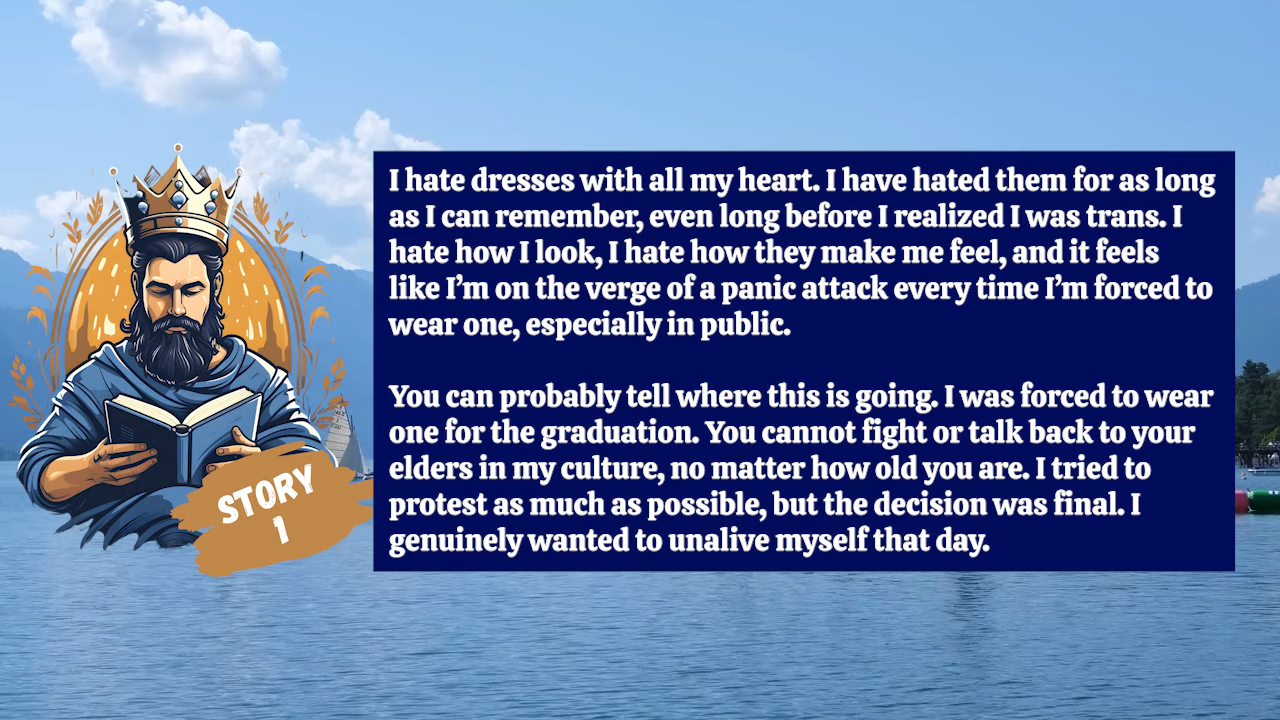 I hate dresses with all my heart. I have hated them for as long
as I can remember, even long before I realized I was trans. I
hate how I look, I hate how they make me feel, and it feels
like I’m on the verge of a panic attack every time I’m forced to
wear one, especially in public.
You can probably tell where this is going. I was forced to wear
one for the graduation. You cannot fight or talk back to your
elders in my culture, no matter how old you are. I tried to
protest as much as possible, but the decision was final. I
genuinely wanted to unalive myself that day.
STORY
1